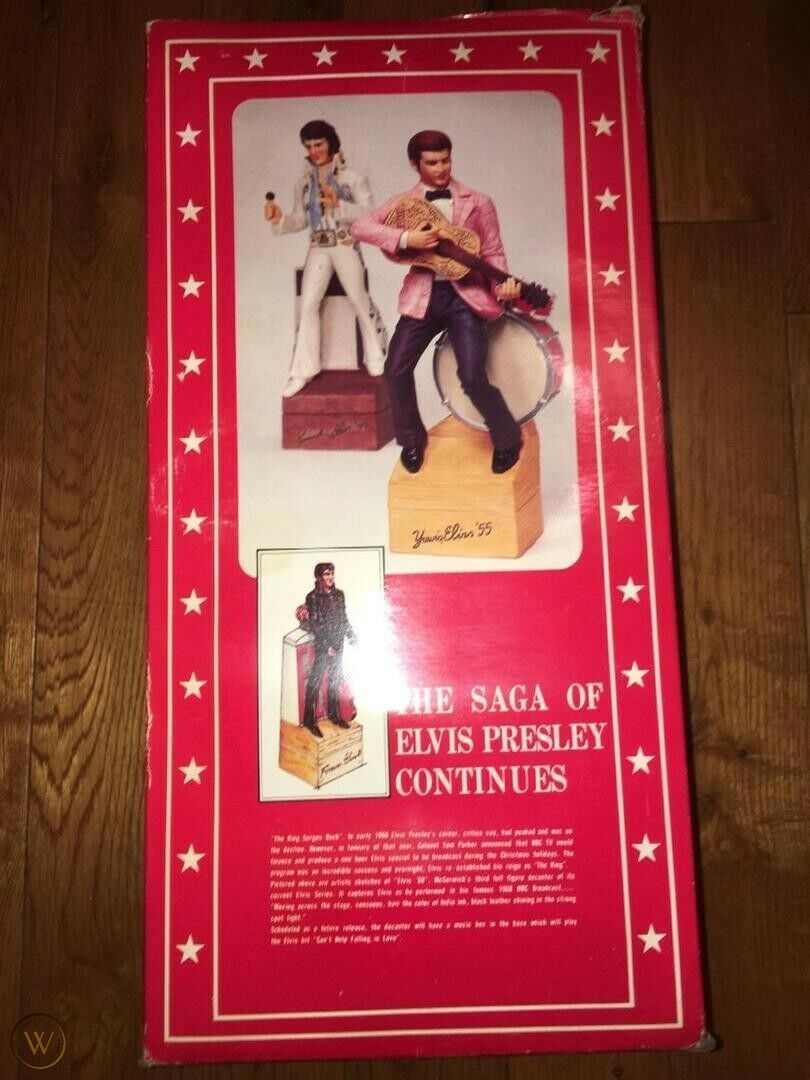 Yours, Elvis '55
THE SAGA OF
ELVIS PRESLEY
CONTINUES
"The King Surges Back". In early 1968 Elvis Presley's career, critics say, had peaked and was on
the decline. However, in January of that year, Colonel Tom Parker announced that NBC TV would
finance and produce a one hour Elvis special to be broadcast during the Christmas holidays. The
program was an incredible success and overnight, Elvis re-established his reign as "The King".
Pictured above are artists sketches of "Elvis '68", McCormick's third full figure decanter of its
current Elvis Series. It captures Elvis as he performed in his famous 1968 NBC broadcast.....
"Moving across the stage, sensuous, hair the color of India ink, black leather shining in the strong
spot light."
Scheduled as a future release, the decanter will have a music box in the base which will play
the Elvis hit "Can't Help Falling in Love".
W